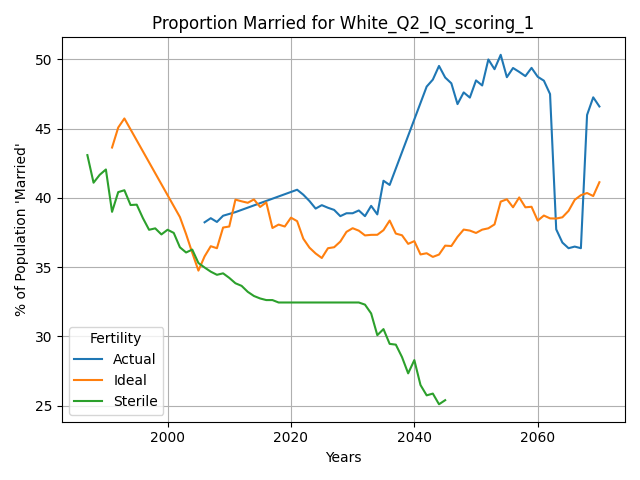 Proportion Married for White_Q2_IQ_scoring_1
% of Population 'Married'
50
45
40
35
30
25
Fertility
Actual
Ideal
Sterile
2000
2020
2040
2060
Years